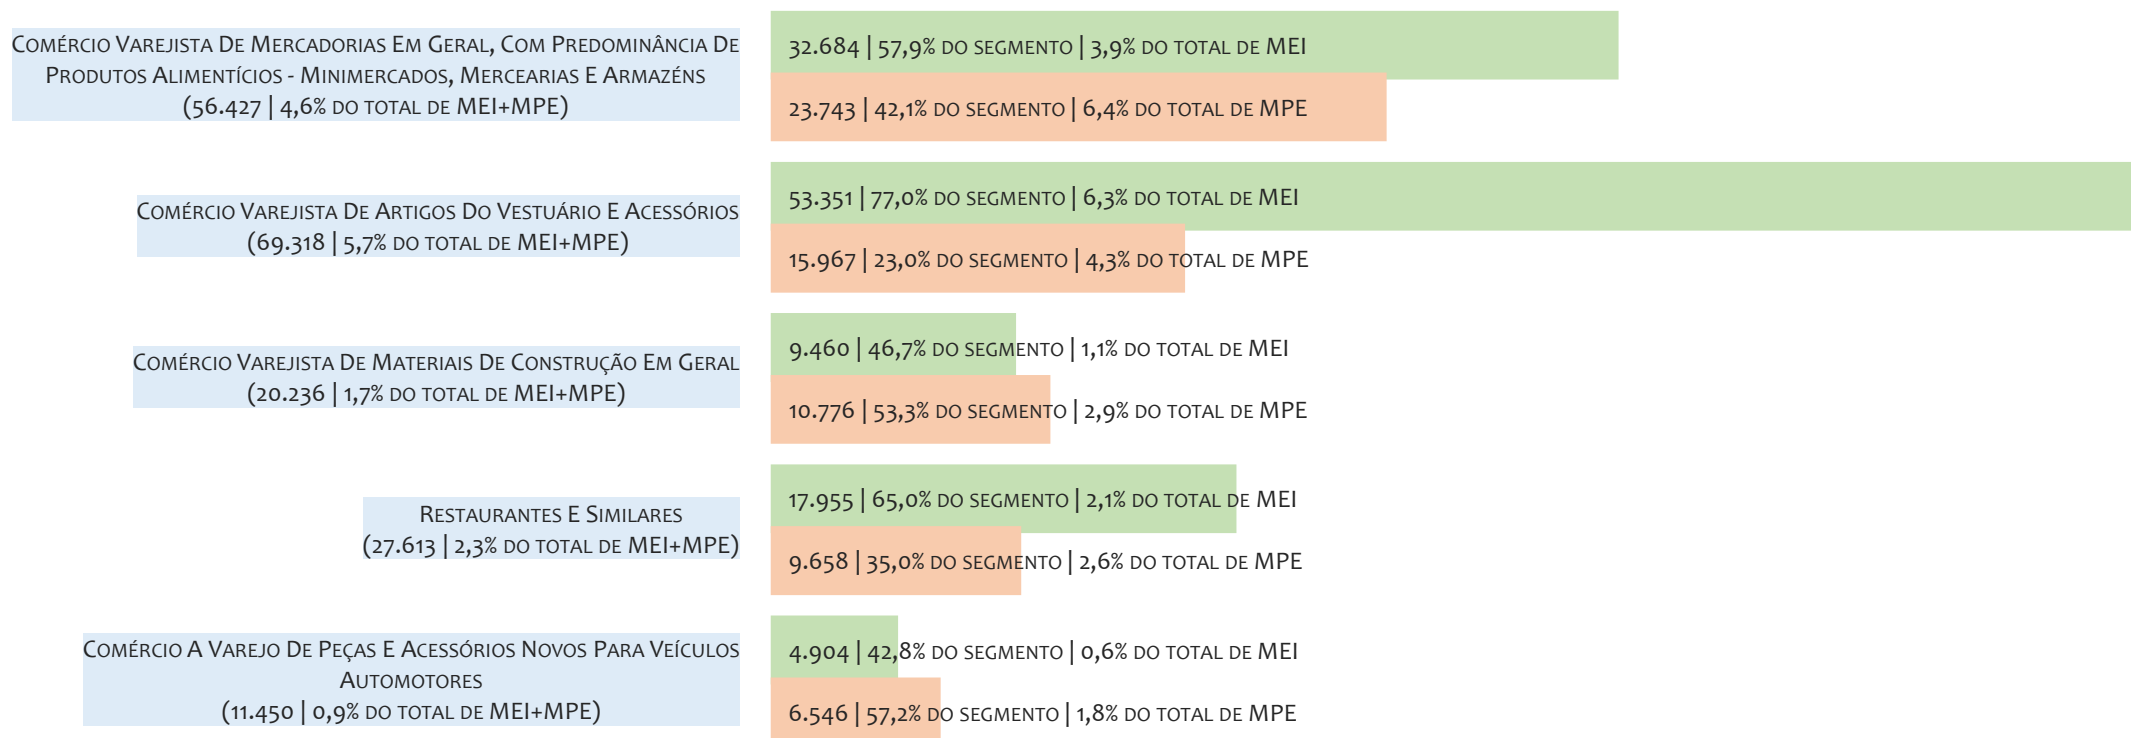 Comércio Varejista De Mercadorias Em Geral, Com Predominância De
Produtos Alimentícios - Minimercados, Mercearias E Armazéns
(56.427 | 4,6% do total de MEI+MPE)
32.684 | 57,9% do segmento | 3,9% do total de MEI
23.743 | 42,1% do segmento | 6,4% do total de MPE
Comércio Varejista De Artigos Do Vestuário E Acessórios
(69.318 | 5,7% do total de MEI+MPE)
53.351 | 77,0% do segmento | 6,3% do total de MEI
15.967 | 23,0% do segmento | 4,3% do total de MPE
Comércio Varejista De Materiais De Construção Em Geral
(20.236 | 1,7% do total de MEI+MPE)
9.460 | 46,7% do segmento | 1,1% do total de MEI
10.776 | 53,3% do segmento | 2,9% do total de MPE
Restaurantes E Similares
(27.613 | 2,3% do total de MEI+MPE)
17.955 | 65,0% do segmento | 2,1% do total de MEI
9.658 | 35,0% do segmento | 2,6% do total de MPE
Comércio A Varejo De Peças E Acessórios Novos Para Veículos
Automotores
(11.450 | 0,9% do total de MEI+MPE)
4.904 | 42,8% do segmento | 0,6% do total de MEI
6.546 | 57,2% do segmento | 1,8% do total de MPE